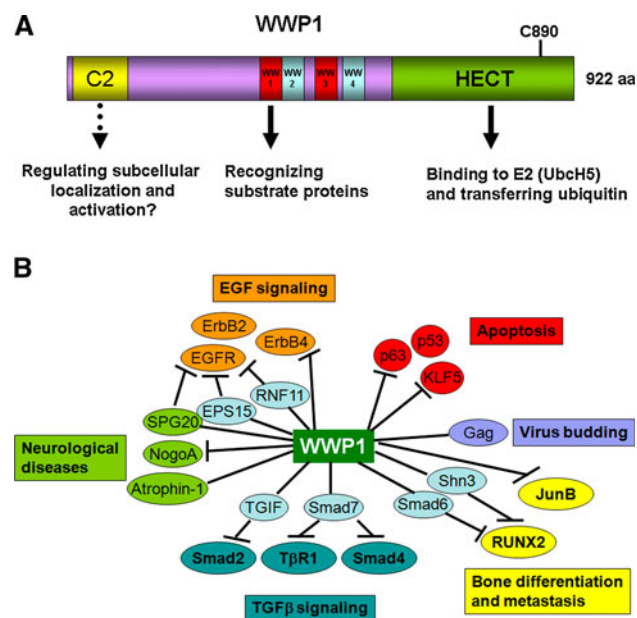 A
WWP1
C890
C2
WW 1
WW 2
WW 3
WW 4
HECT
922 aa
Regulating subcellular
localization and
activation?
Recognizing
substrate proteins
Binding to E2 (UbcH5)
and transferring ubiquitin
B
EGF signaling
ErbB2
ErbB4
EGFR
RNF11
EPS15
SPG20
NogoA
Atrophin-1
Neurological
diseases
WWP1
p63
p53
KLF5
Apoptosis
Gag
Virus budding
Shn3
Smad6
JunB
RUNX2
Bone differentiation
and metastasis
TGIF
Smad7
Smad2
TβR1
Smad4
TGFβ signaling